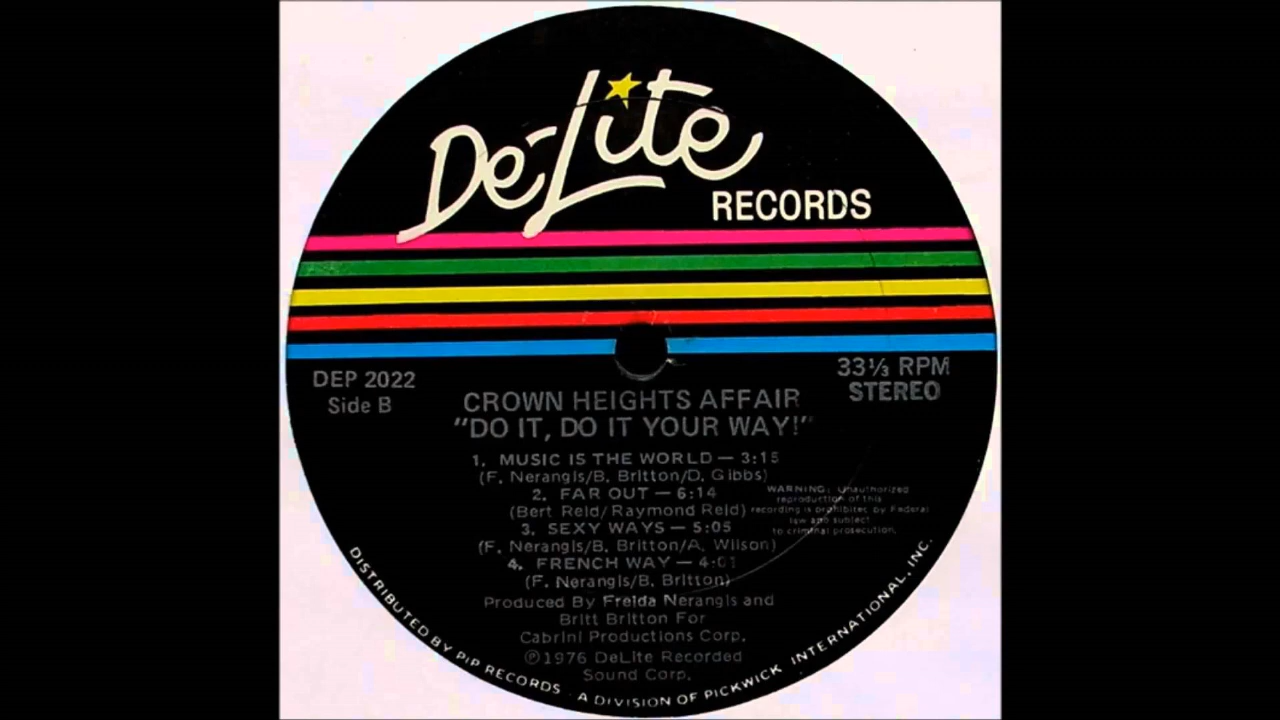 De-Lite
RECORDS
DEP 2022
Side B
33⅓ RPM
STEREO
CROWN HEIGHTS AFFAIR
"DO IT, DO IT YOUR WAY!"
1. MUSIC IS THE WORLD — 3:15
(F. Nerangis/B. Britton/D. Gibbs)
2. FAR OUT — 6:14
(Bert Reid/Raymond Reid)
3. SEXY WAYS — 5:05
(F. Nerangis/B. Britton/A. Wilson)
4. FRENCH WAY — 4:01
(F. Nerangis/B. Britton)
Produced By Freida Nerangis and
Britt Britton For
Cabrini Productions Corp.
℗1976 DeLite Recorded
Sound Corp.
WARNING: Unauthorized
reproduction of this
recording is prohibited by Federal
law and subject
to criminal prosecution.
DISTRIBUTED BY PIP RECORDS · A DIVISION OF PICKWICK INTERNATIONAL, INC.